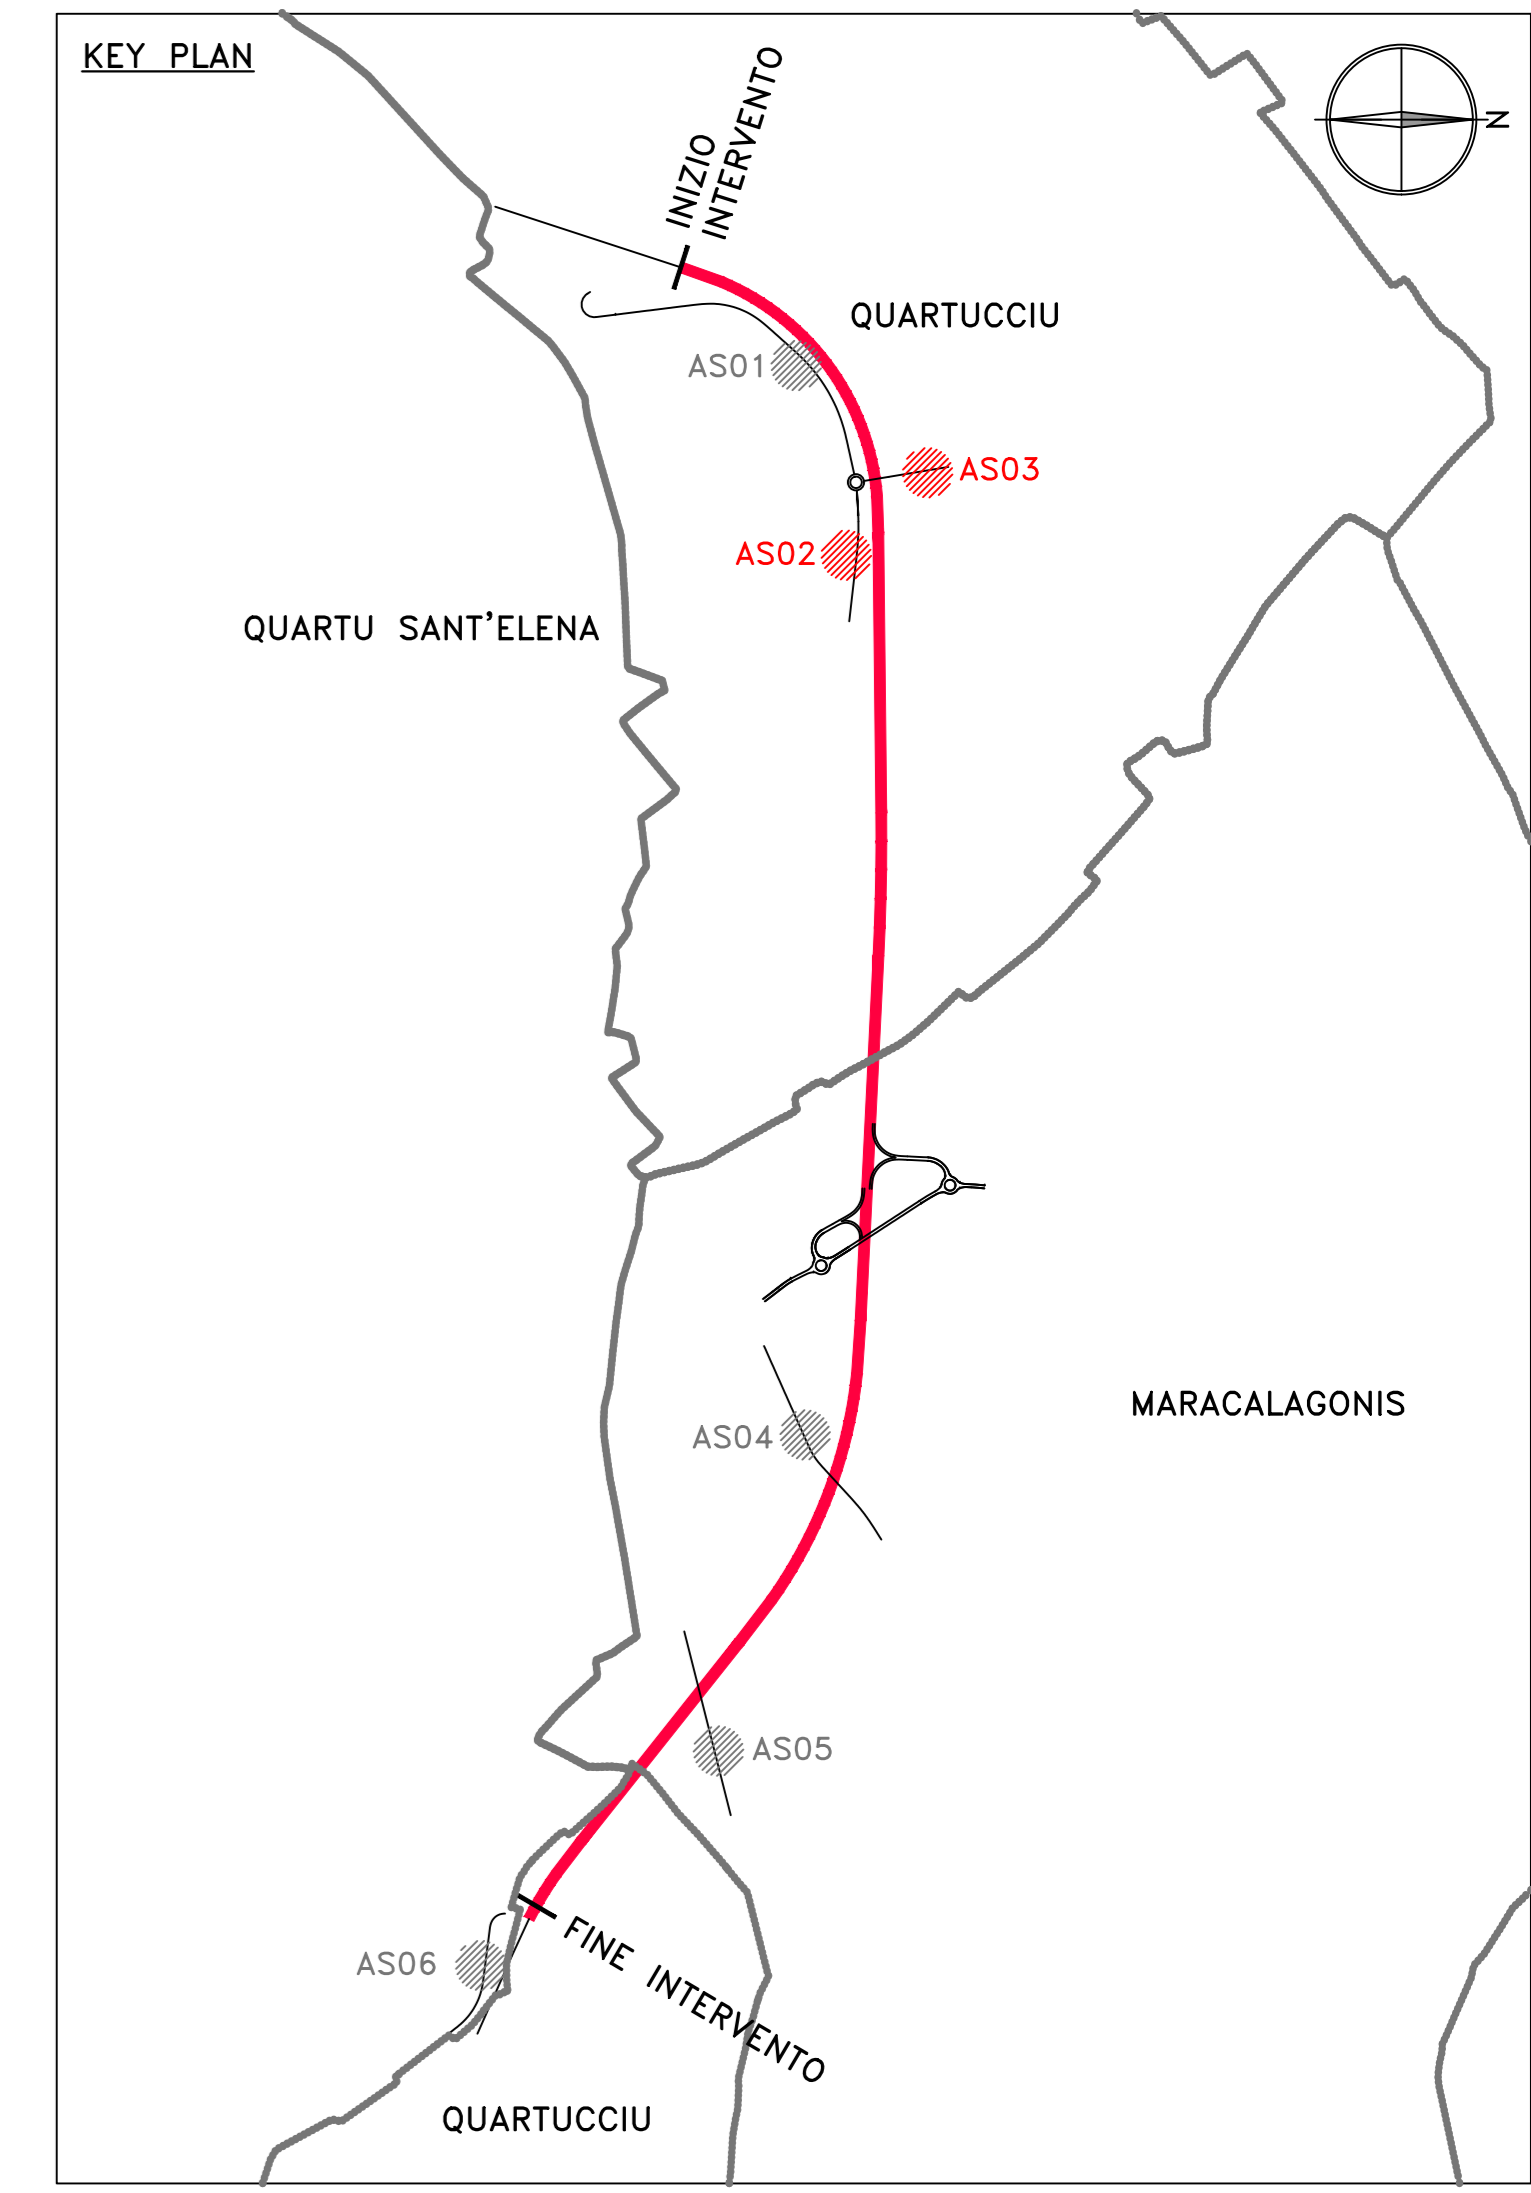 KEY PLAN
INIZIO
INTERVENTO
N
QUARTUCCIU
AS01
AS03
AS02
QUARTU SANT'ELENA
MARACALAGONIS
AS04
AS05
FINE INTERVENTO
AS06
QUARTUCCIU